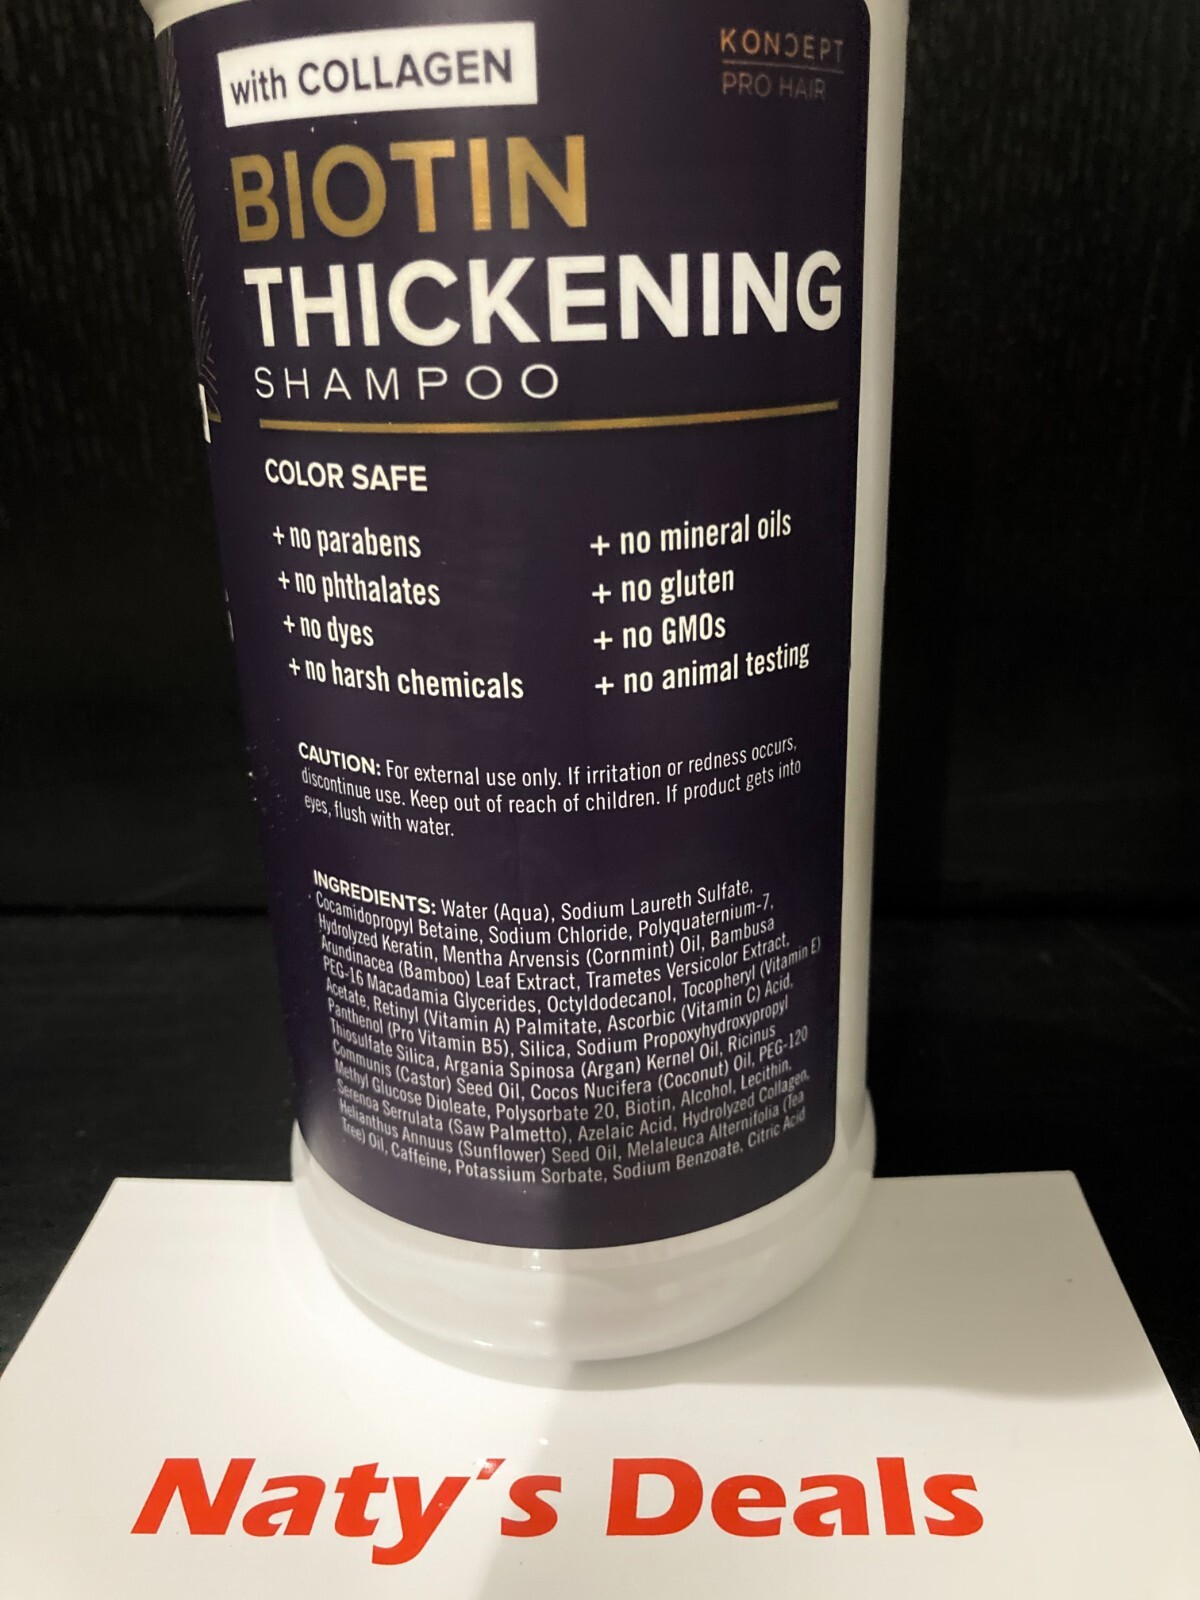 with COLLAGEN
KONCEPT
PRO HAIR
BIOTIN
THICKENING
SHAMPOO
COLOR SAFE
+ no parabens
+ no phthalates
+ no dyes
+ no harsh chemicals
+ no mineral oils
+ no gluten
+ no GMOs
+ no animal testing
CAUTION: For external use only. If irritation or redness occurs,
discontinue use. Keep out of reach of children. If product gets into
eyes, flush with water.
INGREDIENTS: Water (Aqua), Sodium Laureth Sulfate,
Cocamidopropyl Betaine, Sodium Chloride, Polyquaternium-7,
Hydrolyzed Keratin, Mentha Arvensis (Cornmint) Oil, Bambusa
Arundinacea (Bamboo) Leaf Extract, Trametes Versicolor Extract,
PEG-16 Macadamia Glycerides, Octyldodecanol, Tocopheryl (Vitamin E)
Acetate, Retinyl (Vitamin A) Palmitate, Ascorbic (Vitamin C) Acid,
Panthenol (Pro Vitamin B5), Silica, Sodium Propoxyhydroxypropyl
Thiosulfate Silica, Argania Spinosa (Argan) Kernel Oil, Ricinus
Communis (Castor) Seed Oil, Cocos Nucifera (Coconut) Oil, PEG-120
Methyl Glucose Dioleate, Polysorbate 20, Biotin, Alcohol, Lecithin,
Serenoa Serrulata (Saw Palmetto), Azelaic Acid, Hydrolyzed Collagen,
Helianthus Annuus (Sunflower) Seed Oil, Melaleuca Alternifolia (Tea
Tree) Oil, Caffeine, Potassium Sorbate, Sodium Benzoate, Citric Acid
Naty's Deals